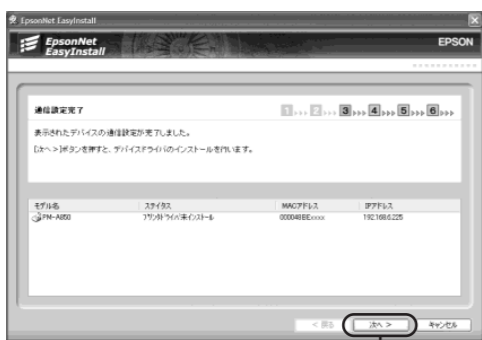 EpsonNet EasyInstall
EpsonNet
EasyInstall
EPSON
通信設定完了
1 >>> 2 >>> 3 >>> 4 >>> 5 >>> 6 >>>
表示されたデバイスの通信設定が完了しました。
[次へ>]ボタンを押すと、デバイスドライバのインストールを行います。
モデル名 ステイタス MACアドレス IPアドレス
PM-A850 プリンタドライバ未インストール 000048BExxxx 192.168.6.225
< 戻る 次へ > キャンセル